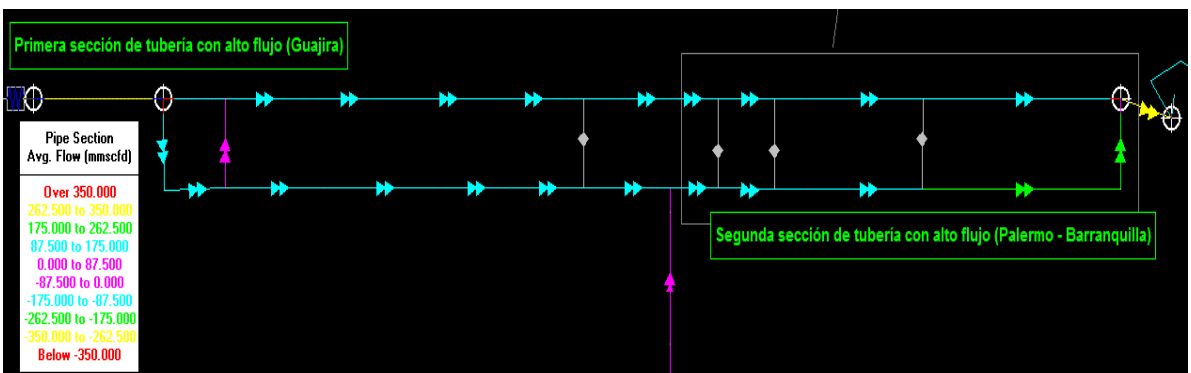 Primera sección de tubería con alto flujo (Guajira)
Pipe Section
Avg. Flow (mmscfd)
Over 350.000
262.500 to 350.000
175.000 to 262.500
87.500 to 175.000
0.000 to 87.500
-87.500 to 0.000
-175.000 to -87.500
-262.500 to -175.000
-350.000 to -262.500
Below -350.000
Segunda sección de tubería con alto flujo (Palermo - Barranquilla)